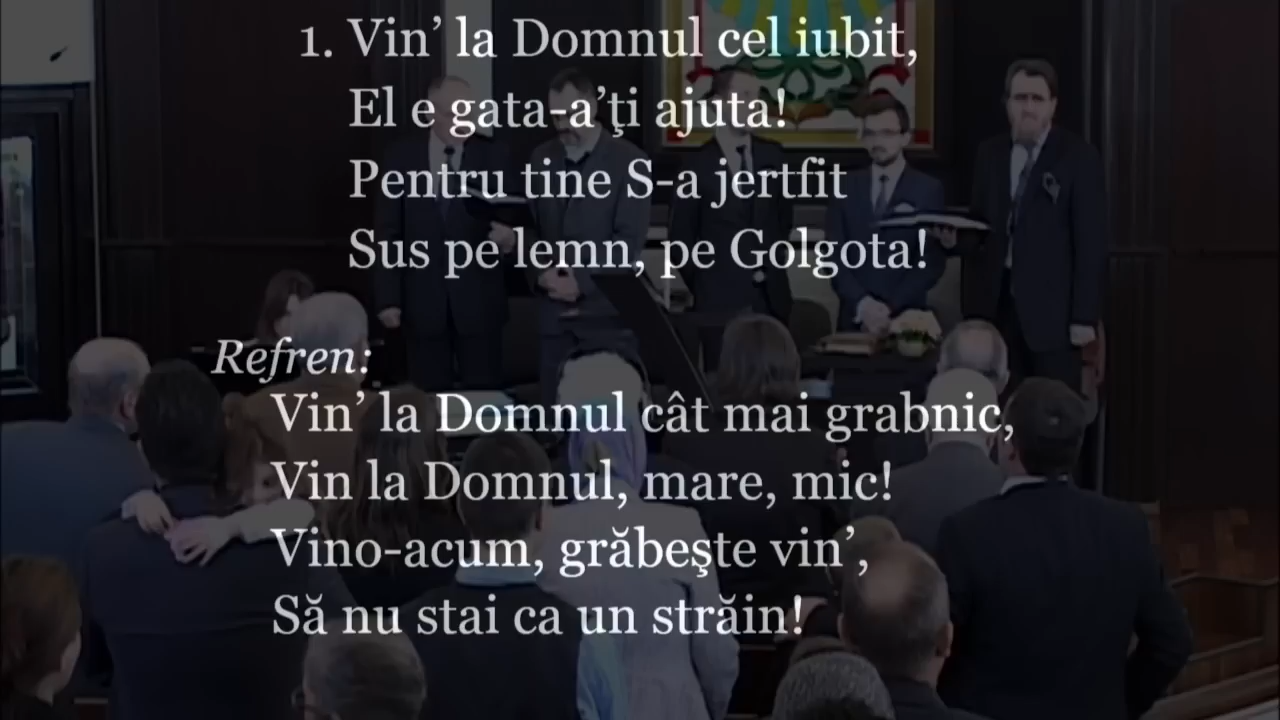 1. Vin’ la Domnul cel iubit,
El e gata-a’ţi ajuta!
Pentru tine S-a jertfit
Sus pe lemn, pe Golgota!
Refren:
Vin’ la Domnul cât mai grabnic,
Vin la Domnul, mare, mic!
Vino-acum, grăbeşte vin’,
Să nu stai ca un străin!